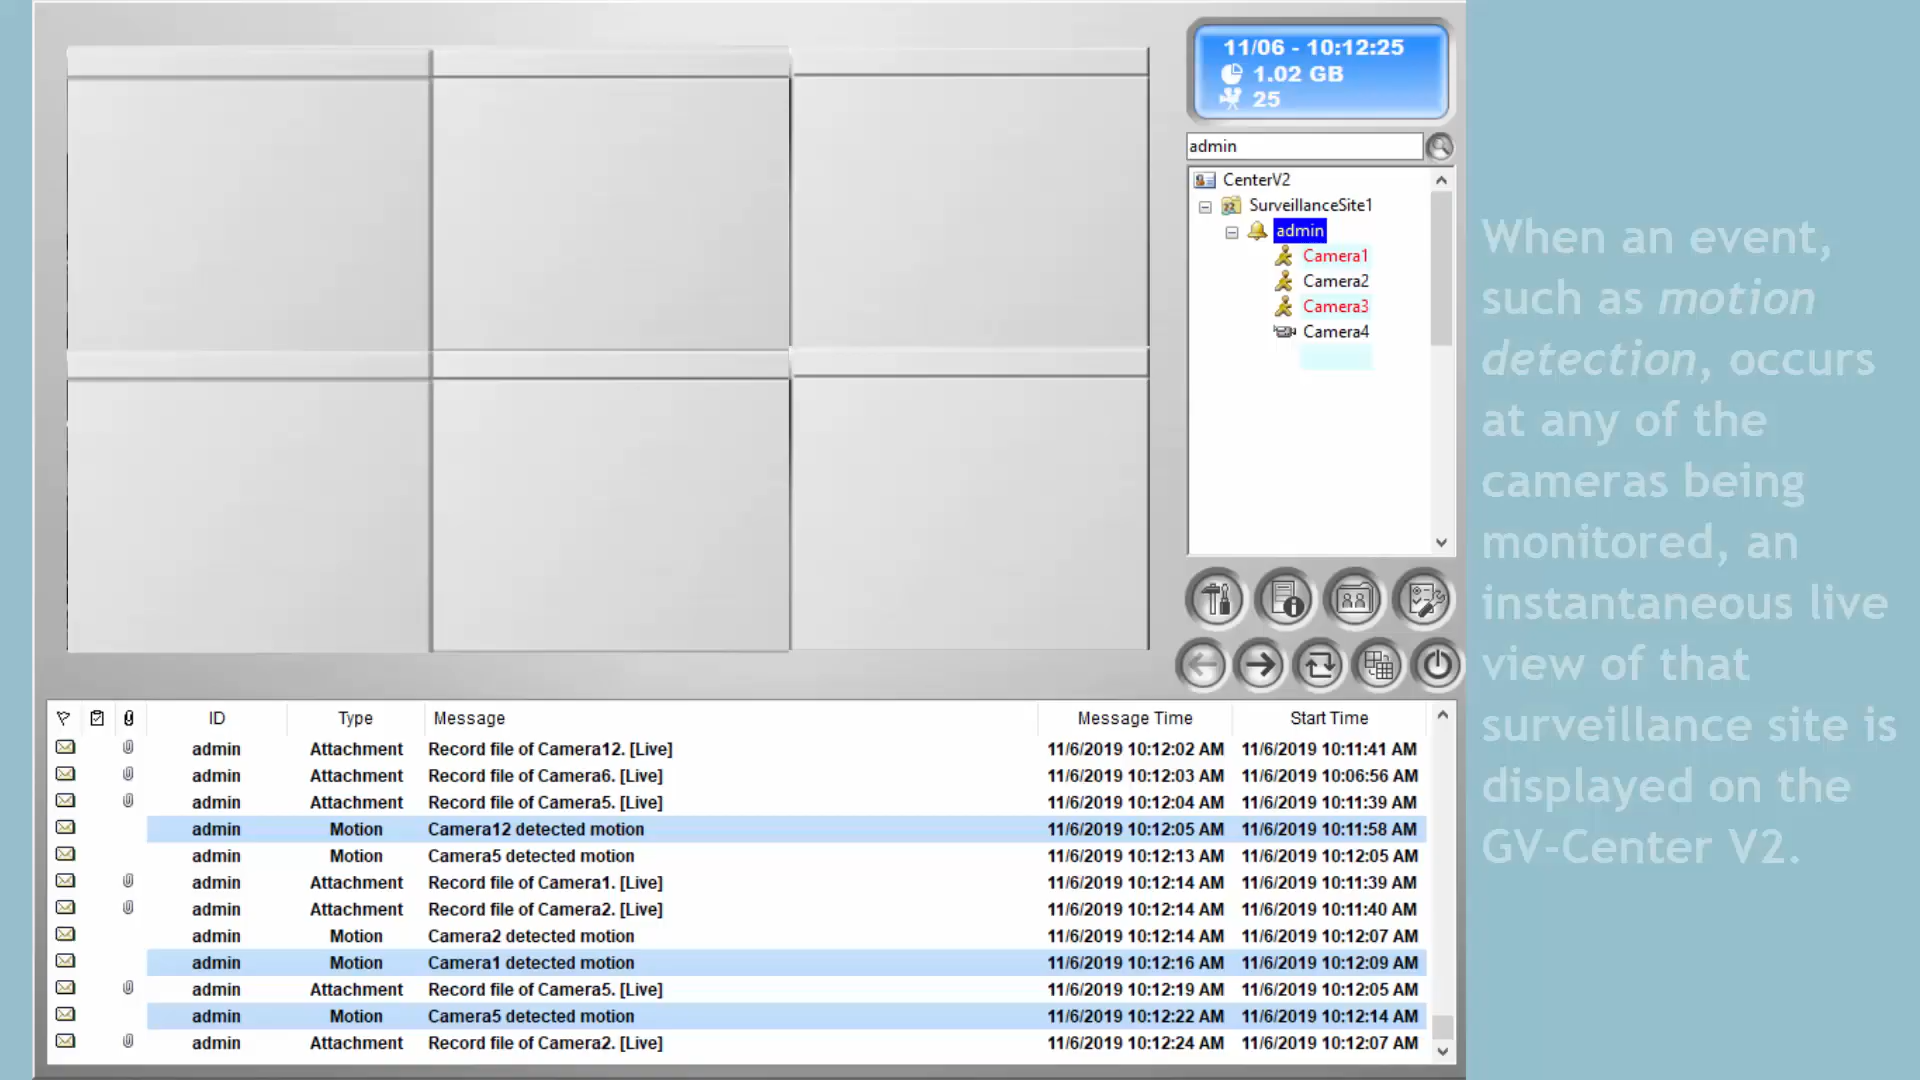 11/06 - 10:12:25
1.02 GB
25
admin
CenterV2
SurveillanceSite1
admin
Camera1
Camera2
Camera3
Camera4
When an event,
such as motion
detection, occurs
at any of the
cameras being
monitored, an
instantaneous live
view of that
surveillance site is
displayed on the
GV-Center V2.
ID Type Message Message Time Start Time
admin Attachment Record file of Camera12. [Live] 11/6/2019 10:12:02 AM 11/6/2019 10:11:41 AM
admin Attachment Record file of Camera6. [Live] 11/6/2019 10:12:03 AM 11/6/2019 10:06:56 AM
admin Attachment Record file of Camera5. [Live] 11/6/2019 10:12:04 AM 11/6/2019 10:11:39 AM
admin Motion Camera12 detected motion 11/6/2019 10:12:05 AM 11/6/2019 10:11:58 AM
admin Motion Camera5 detected motion 11/6/2019 10:12:13 AM 11/6/2019 10:12:05 AM
admin Attachment Record file of Camera1. [Live] 11/6/2019 10:12:14 AM 11/6/2019 10:11:39 AM
admin Attachment Record file of Camera2. [Live] 11/6/2019 10:12:14 AM 11/6/2019 10:11:40 AM
admin Motion Camera2 detected motion 11/6/2019 10:12:14 AM 11/6/2019 10:12:07 AM
admin Motion Camera1 detected motion 11/6/2019 10:12:16 AM 11/6/2019 10:12:09 AM
admin Attachment Record file of Camera5. [Live] 11/6/2019 10:12:19 AM 11/6/2019 10:12:05 AM
admin Motion Camera5 detected motion 11/6/2019 10:12:22 AM 11/6/2019 10:12:14 AM
admin Attachment Record file of Camera2. [Live] 11/6/2019 10:12:24 AM 11/6/2019 10:12:07 AM